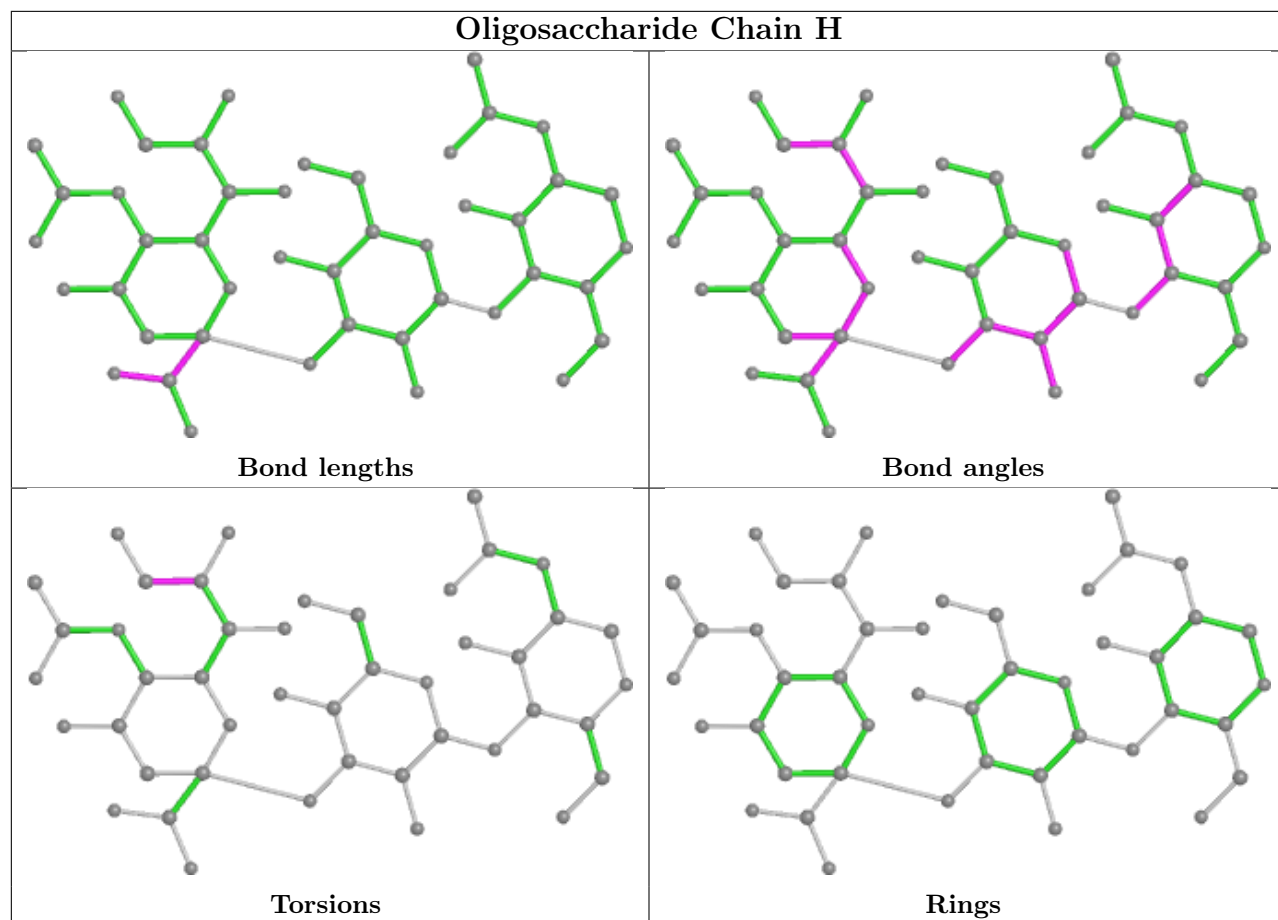 Oligosaccharide Chain H
Bond lengths
Bond angles
Torsions
Rings